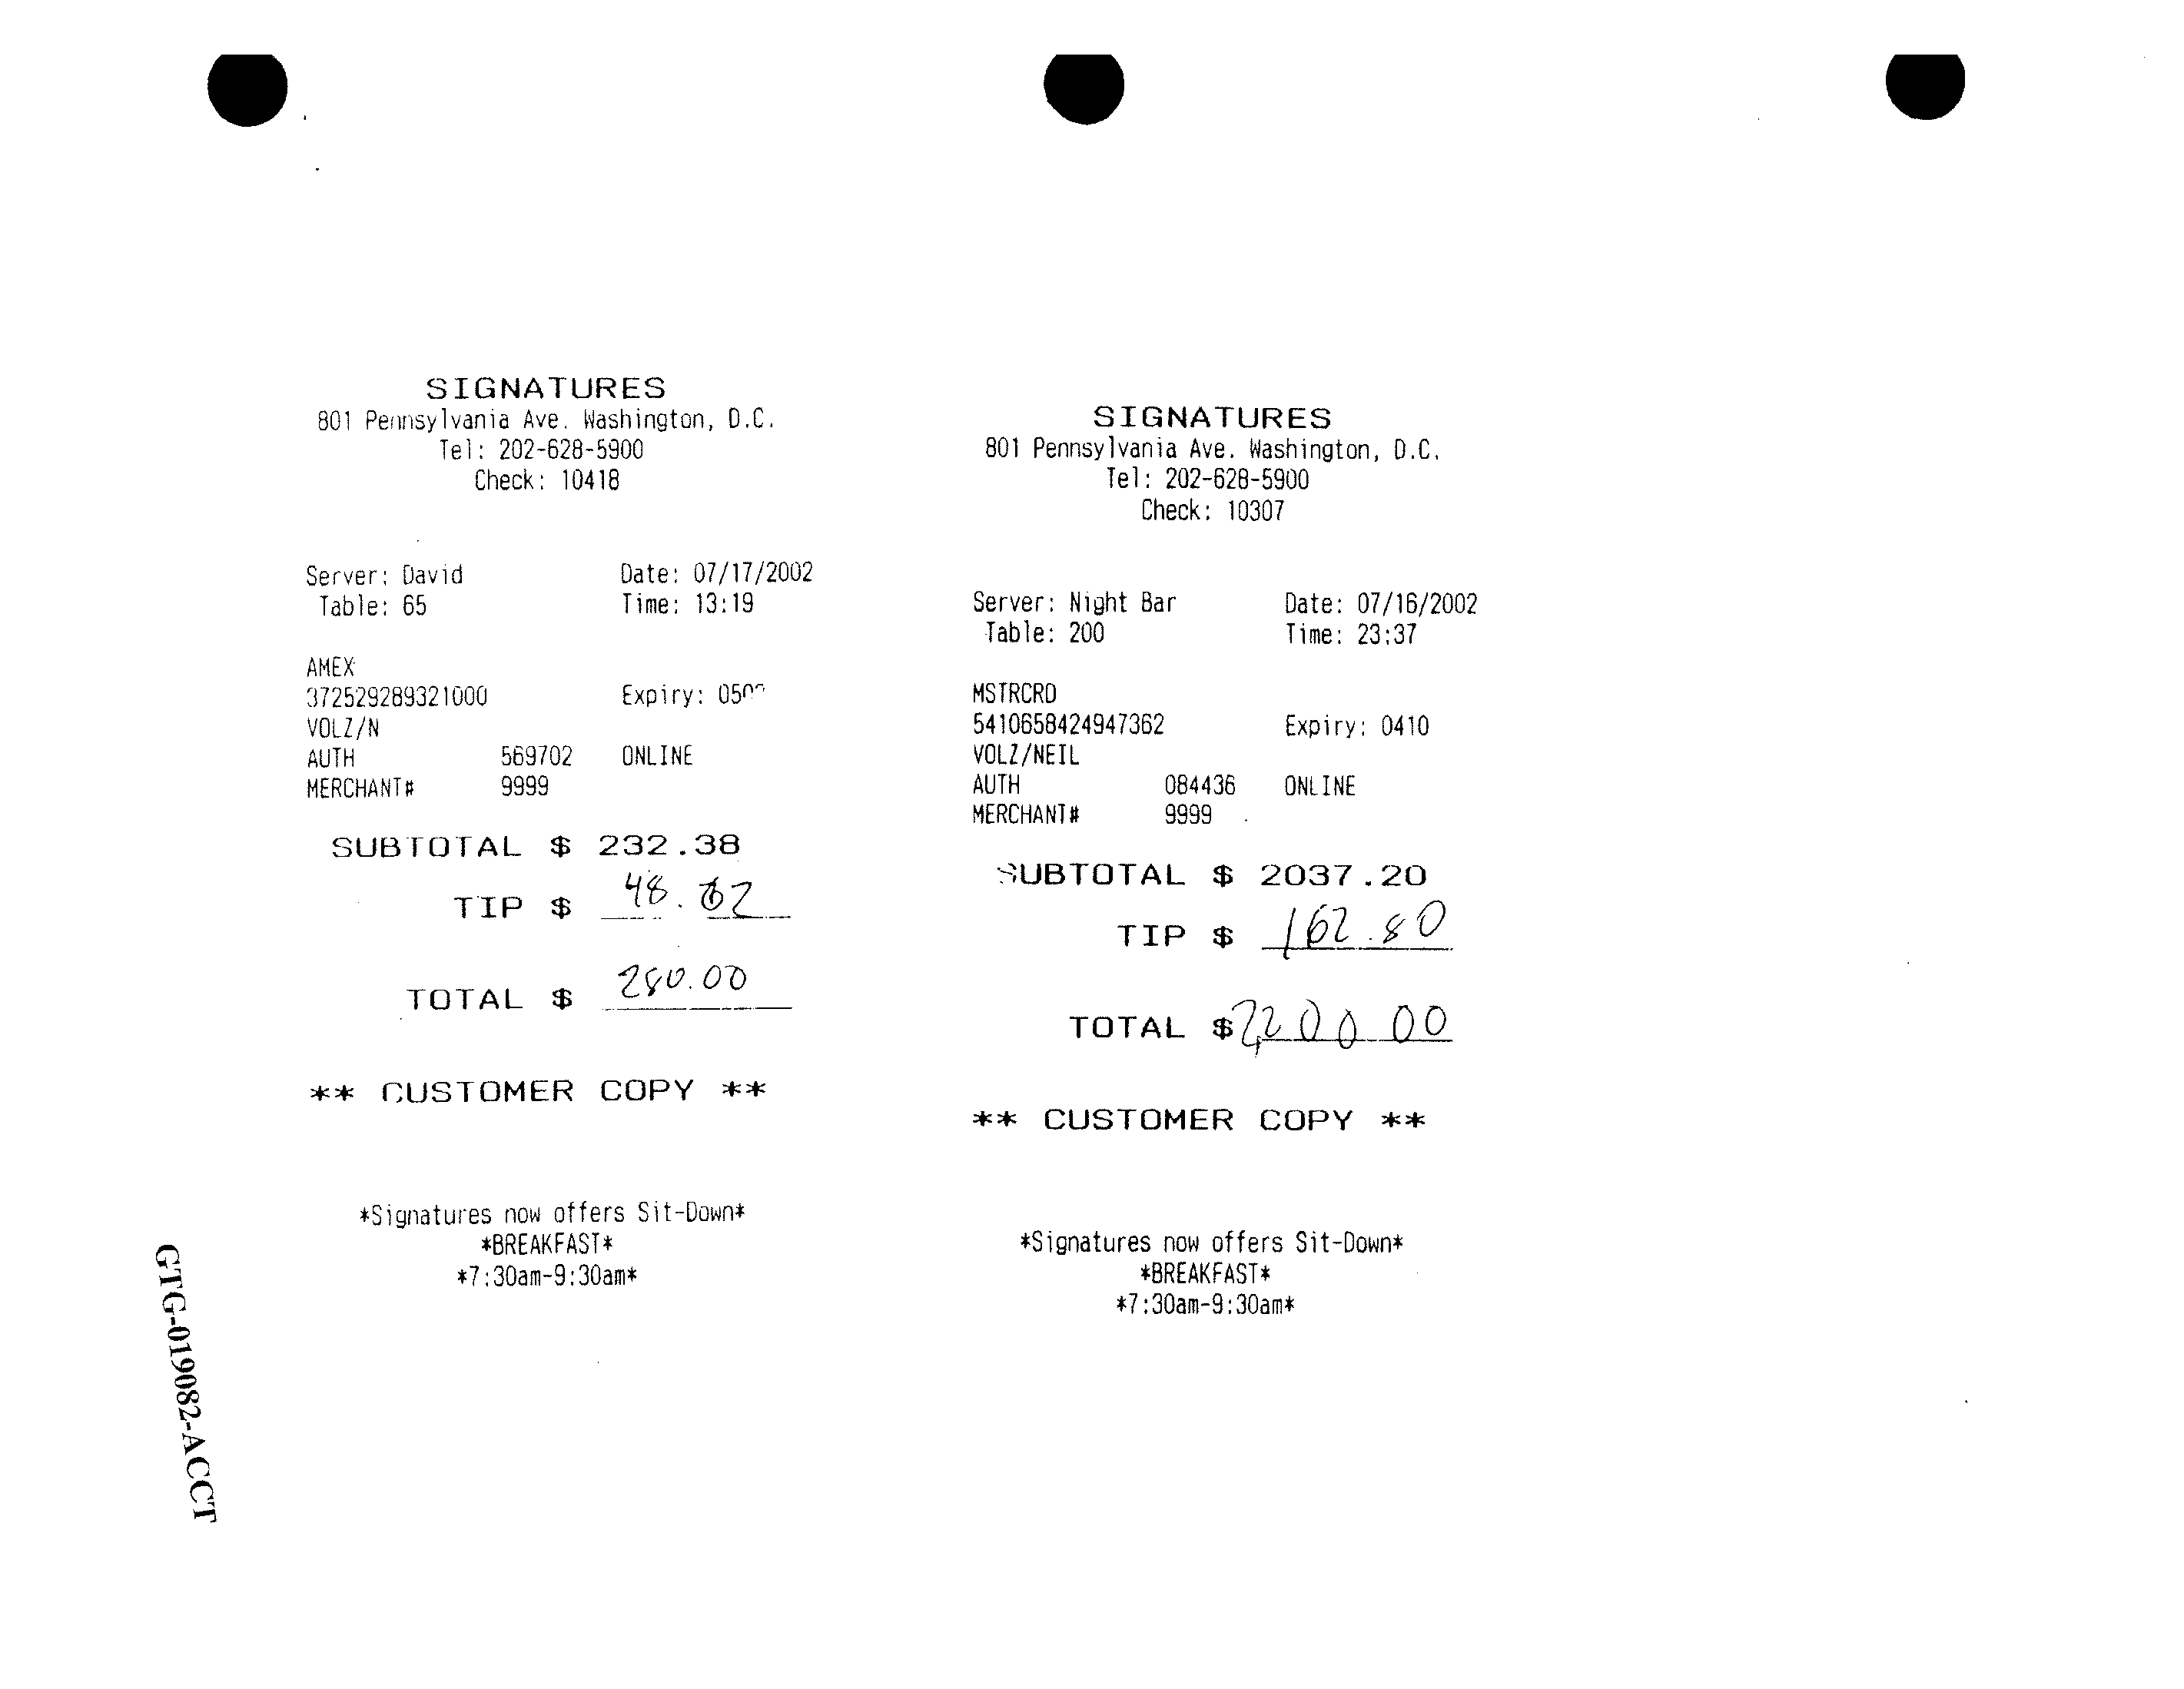 SIGNATURES
801 Pennsylvania Ave. Washington, D.C.
Tel: 202-628-5900
Check: 10418
Server: David Date: 07/17/2002
Table: 65 Time: 13:19
AMEX
372529289321000 Expiry:
VOLZ/N
AUTH 569702 ONLINE
MERCHANT# 9999
SUBTOTAL $ 232.38
TIP $ 48.02
TOTAL $ 280.00
** CUSTOMER COPY **
*Signatures now offers Sit-Down*
*BREAKFAST*
*7:30am-9:30am*
SIGNATURES
801 Pennsylvania Ave. Washington, D.C.
Tel: 202-628-5900
Check: 10307
Server: Night Bar Date: 07/16/2002
Table: 200 Time: 23:37
MSTRCRD
5410658424947362 Expiry: 0410
VOLZ/NEIL
AUTH 084436 ONLINE
MERCHANT# 9999
SUBTOTAL $ 2037.20
TIP $ 162.80
TOTAL $ 2,200 00
** CUSTOMER COPY **
*Signatures now offers Sit-Down*
*BREAKFAST*
*7:30am-9:30am*
GTG-019082-ACCT